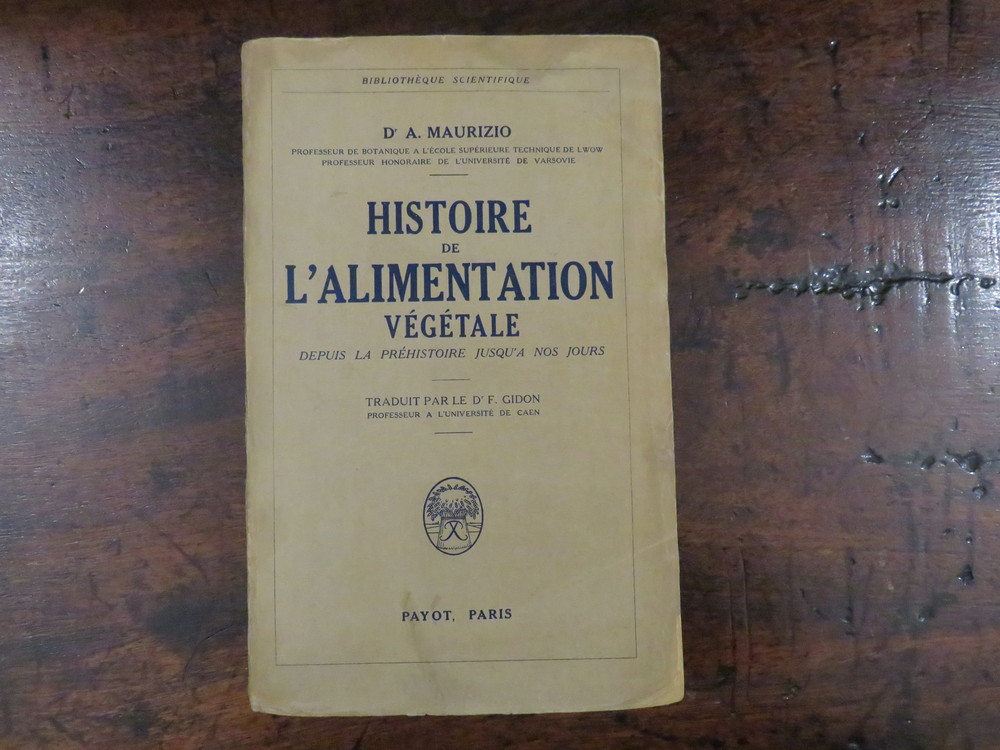 BIBLIOTHÈQUE SCIENTIFIQUE
Dr A. MAURIZIO
PROFESSEUR DE BOTANIQUE A L'ÉCOLE SUPÉRIEURE TECHNIQUE DE LWOW
PROFESSEUR HONORAIRE DE L'UNIVERSITÉ DE VARSOVIE
HISTOIRE
DE
L'ALIMENTATION
VÉGÉTALE
DEPUIS LA PRÉHISTOIRE JUSQU'A NOS JOURS
TRADUIT PAR LE Dr F. GIDON
PROFESSEUR A L'UNIVERSITÉ DE CAEN
PAYOT, PARIS